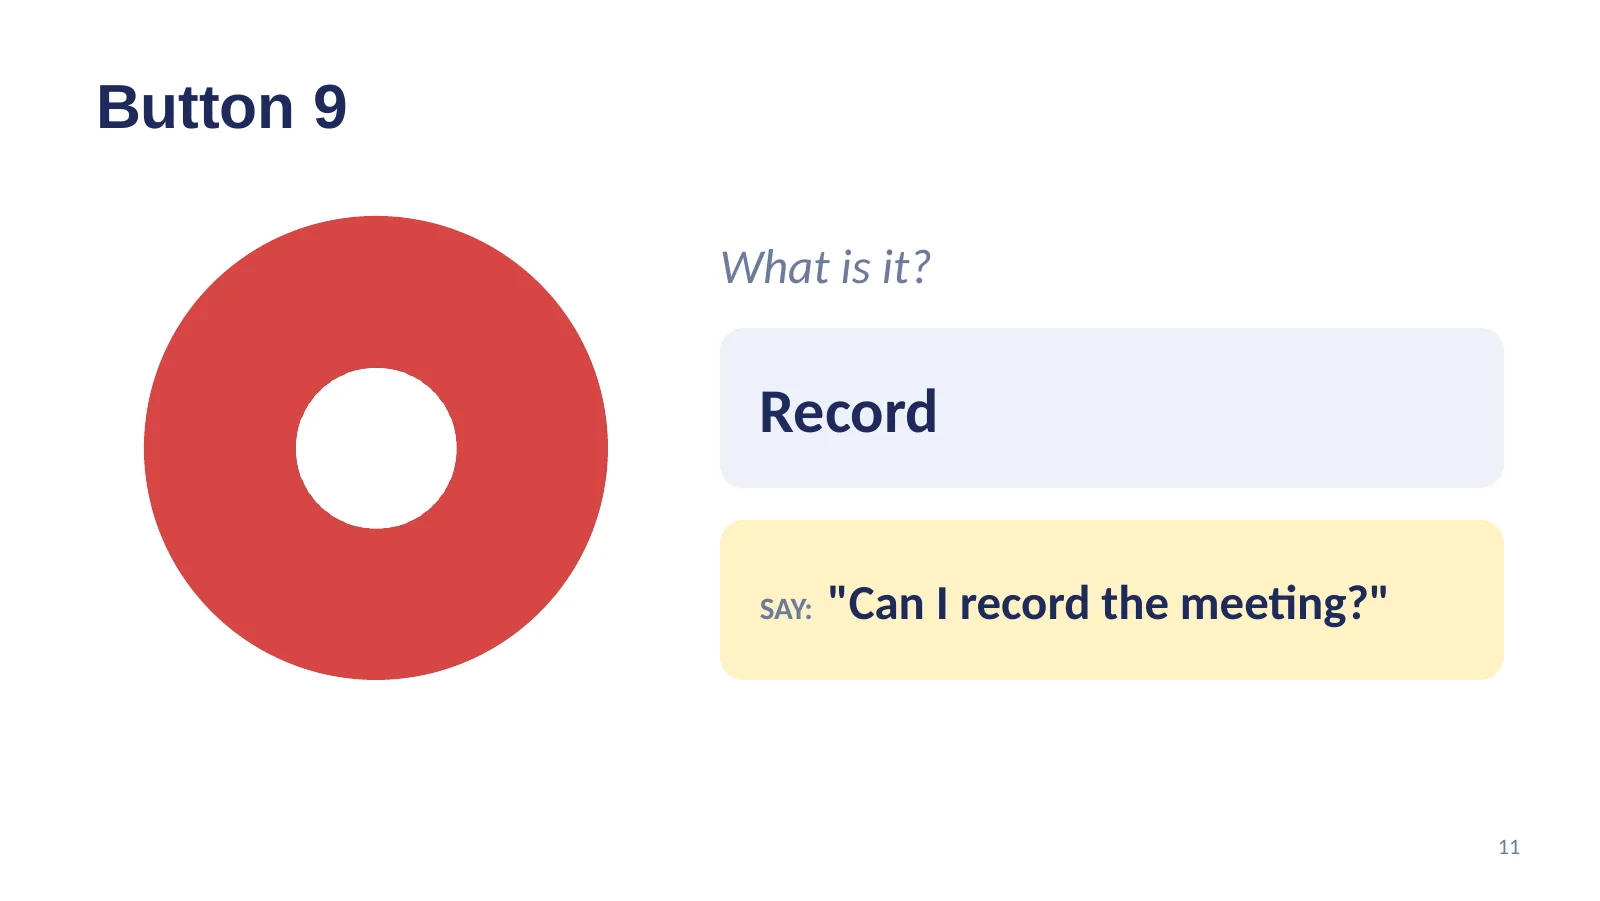 Button 9
What is it?
Record
SAY: "Can I record the meeting?"
11